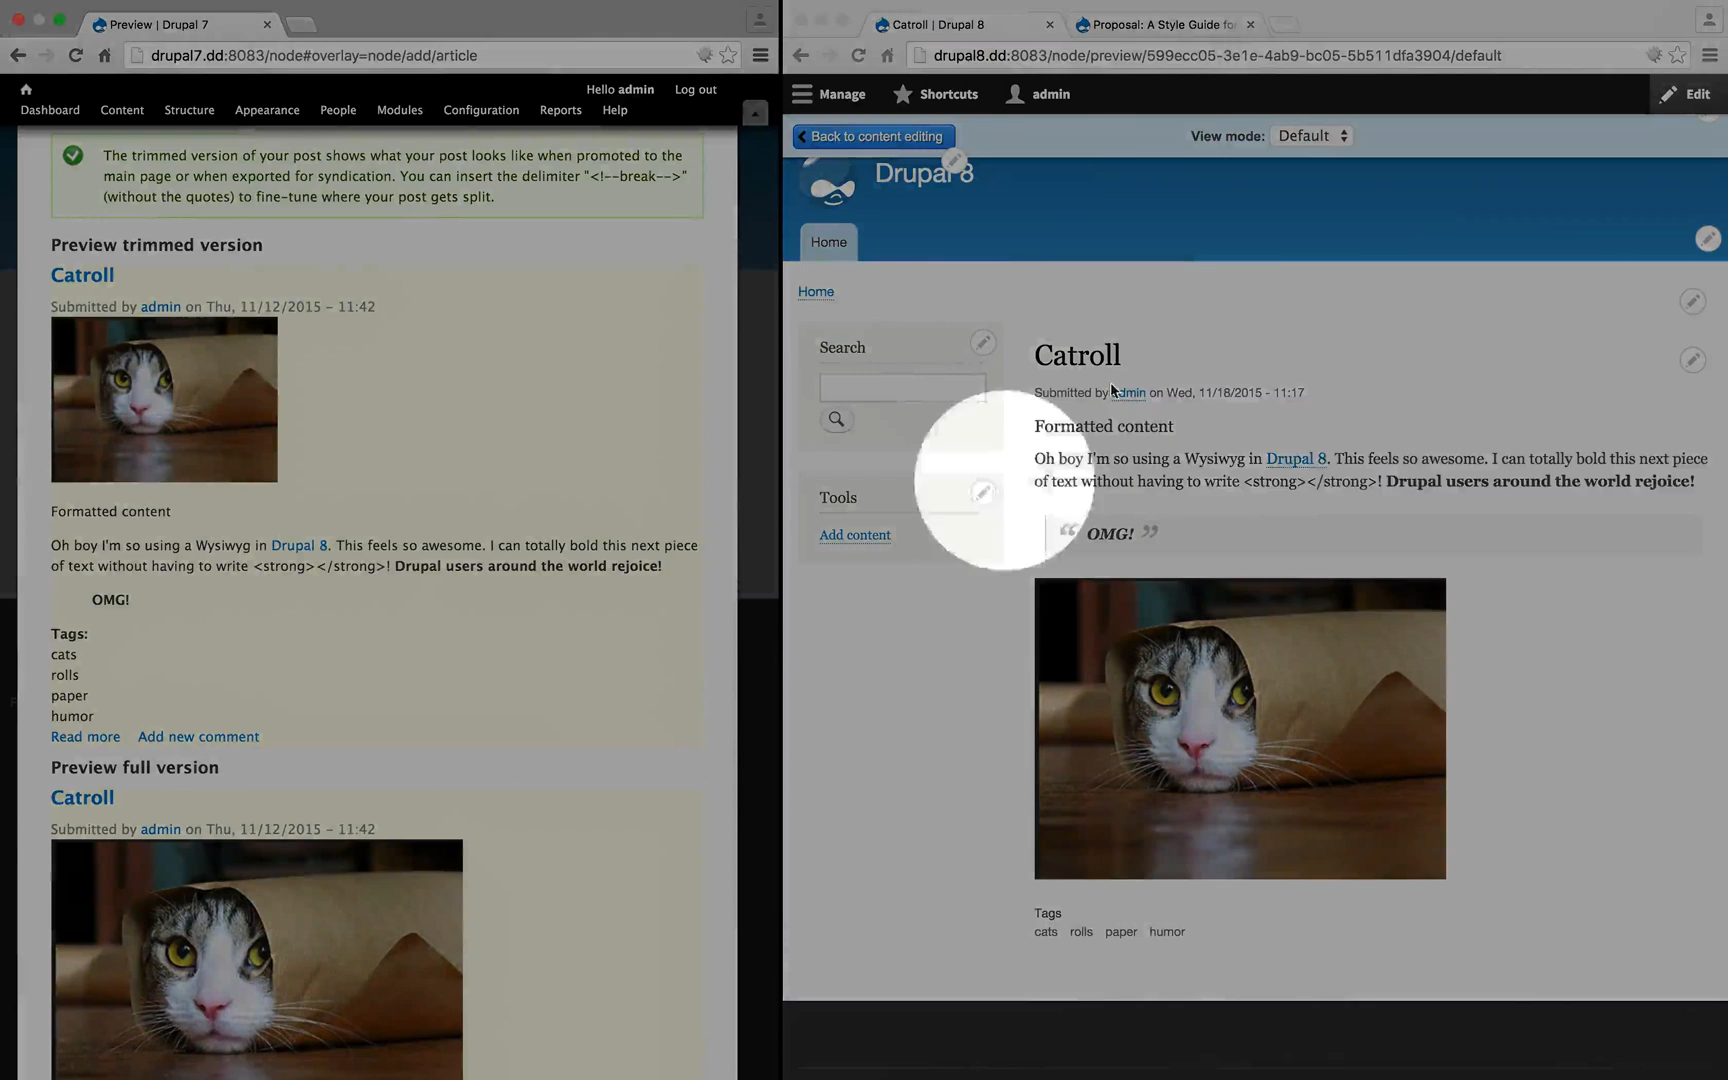 Preview | Drupal 7
drupal7.dd:8083/node#overlay=node/add/article
Hello admin Log out
Dashboard Content Structure Appearance People Modules Configuration Reports Help
The trimmed version of your post shows what your post looks like when promoted to the
main page or when exported for syndication. You can insert the delimiter "<!--break-->"
(without the quotes) to fine-tune where your post gets split.
Preview trimmed version
Catroll
Submitted by admin on Thu, 11/12/2015 - 11:42
Formatted content
Oh boy I'm so using a Wysiwyg in Drupal 8. This feels so awesome. I can totally bold this next piece
of text without having to write <strong></strong>! Drupal users around the world rejoice!
OMG!
Tags:
cats
rolls
paper
humor
Read more Add new comment
Preview full version
Catroll
Submitted by admin on Thu, 11/12/2015 - 11:42
Catroll | Drupal 8
Proposal: A Style Guide for
drupal8.dd:8083/node/preview/599ecc05-3e1e-4ab9-bc05-5b511dfa3904/default
Manage Shortcuts admin Edit
Back to content editing View mode: Default
Drupal 8
Home
Home
Search
Tools
Add content
Catroll
Submitted by admin on Wed, 11/18/2015 - 11:17
Formatted content
Oh boy I'm so using a Wysiwyg in Drupal 8. This feels so awesome. I can totally bold this next piece
of text without having to write <strong></strong>! Drupal users around the world rejoice!
“ OMG! ”
Tags
cats rolls paper humor